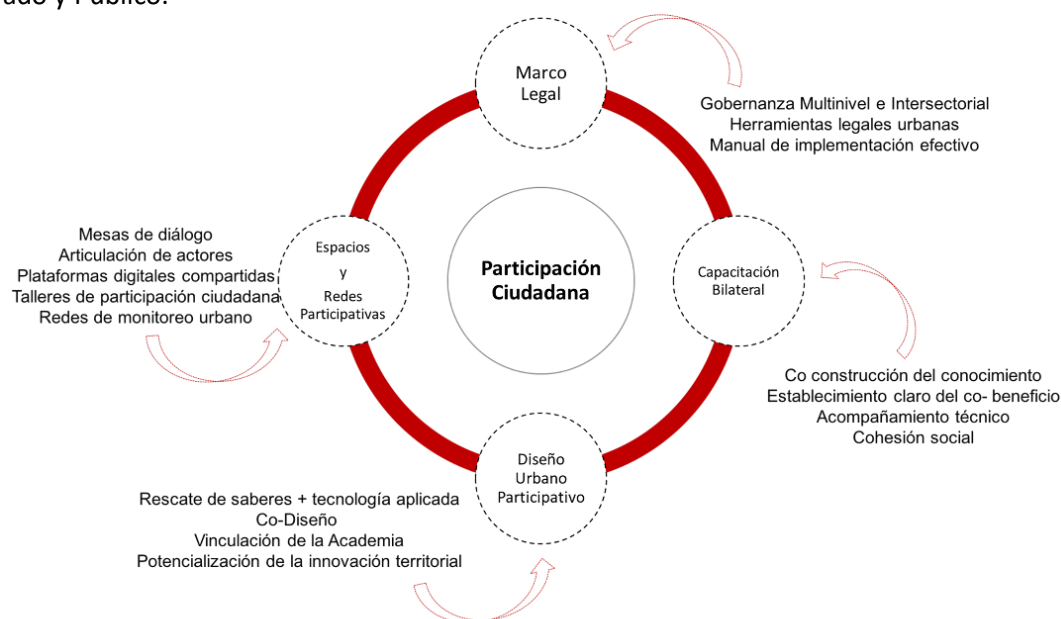 y Público.
Marco
Legal
Gobernanza Multinivel e Intersectorial
Herramientas legales urbanas
Manual de implementación efectivo
Mesas de diálogo
Articulación de actores
Plataformas digitales compartidas
Talleres de participación ciudadana
Redes de monitoreo urbano
Espacios
y
Redes
Participativas
Participación
Ciudadana
Capacitación
Bilateral
Co construcción del conocimiento
Establecimiento claro del co- beneficio
Acompañamiento técnico
Cohesión social
Diseño
Urbano
Participativo
Rescate de saberes + tecnología aplicada
Co-Diseño
Vinculación de la Academia
Potencialización de la innovación territorial